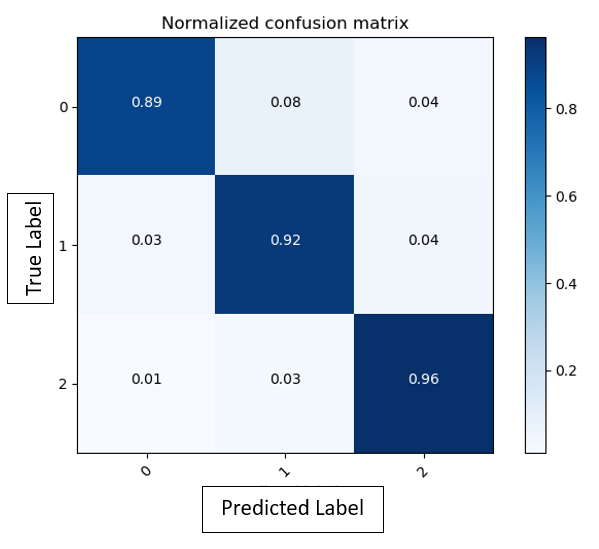 Normalized confusion matrix
0 0.89 0.08 0.04
0.8
0.6
True Label
1 0.03 0.92 0.04
0.4
0.2
2 0.01 0.03 0.96
0 1 2
Predicted Label